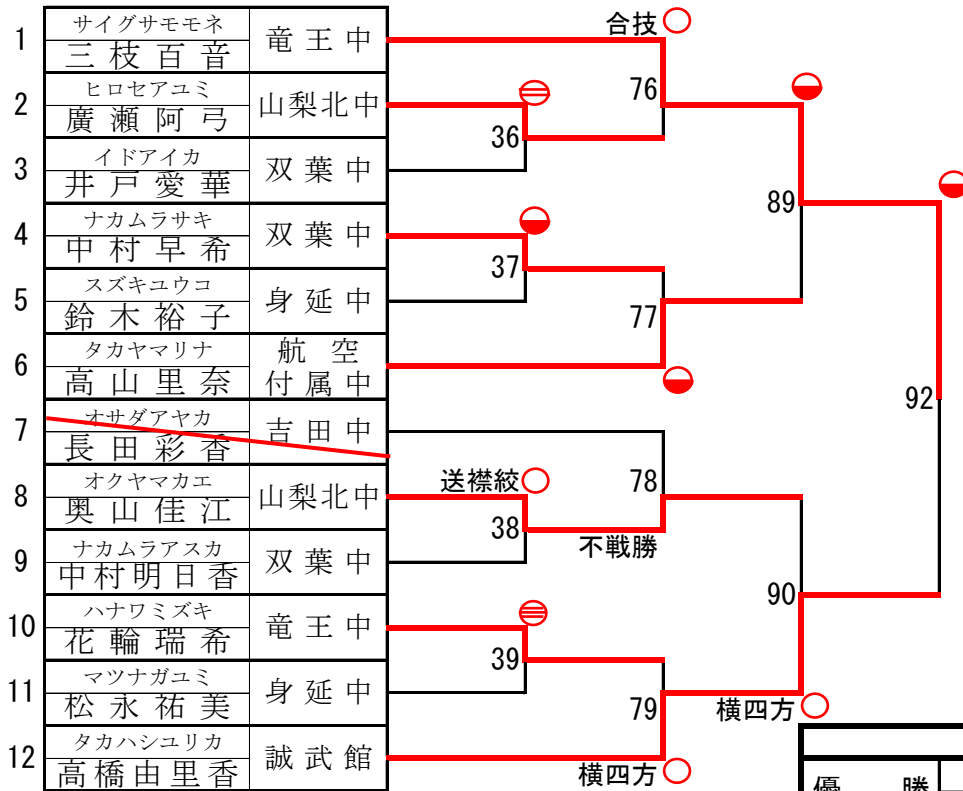 合技
1 サイグサモモネ 竜王中
三枝百音
76
2 ヒロセアユミ 山梨北中
廣瀬阿弓
36
3 イドアイカ 双葉中
井戸愛華
89
4 ナカムラサキ 双葉中
中村早希
37
5 スズキユウコ 身延中
鈴木裕子
77
6 タカヤマリナ 航空
高山里奈 付属中
92
7 オサダアヤカ 吉田中
長田彩香
送襟絞 78
8 オクヤマカエ 山梨北中
奥山佳江
38
不戦勝
9 ナカムラアスカ 双葉中
中村明日香
90
10 ハナワミズキ 竜王中
花輪瑞希
39
11 マツナガユミ 身延中
松永祐美
79 横四方
12 タカハシユリカ 誠武館
高橋由里香
横四方
優勝